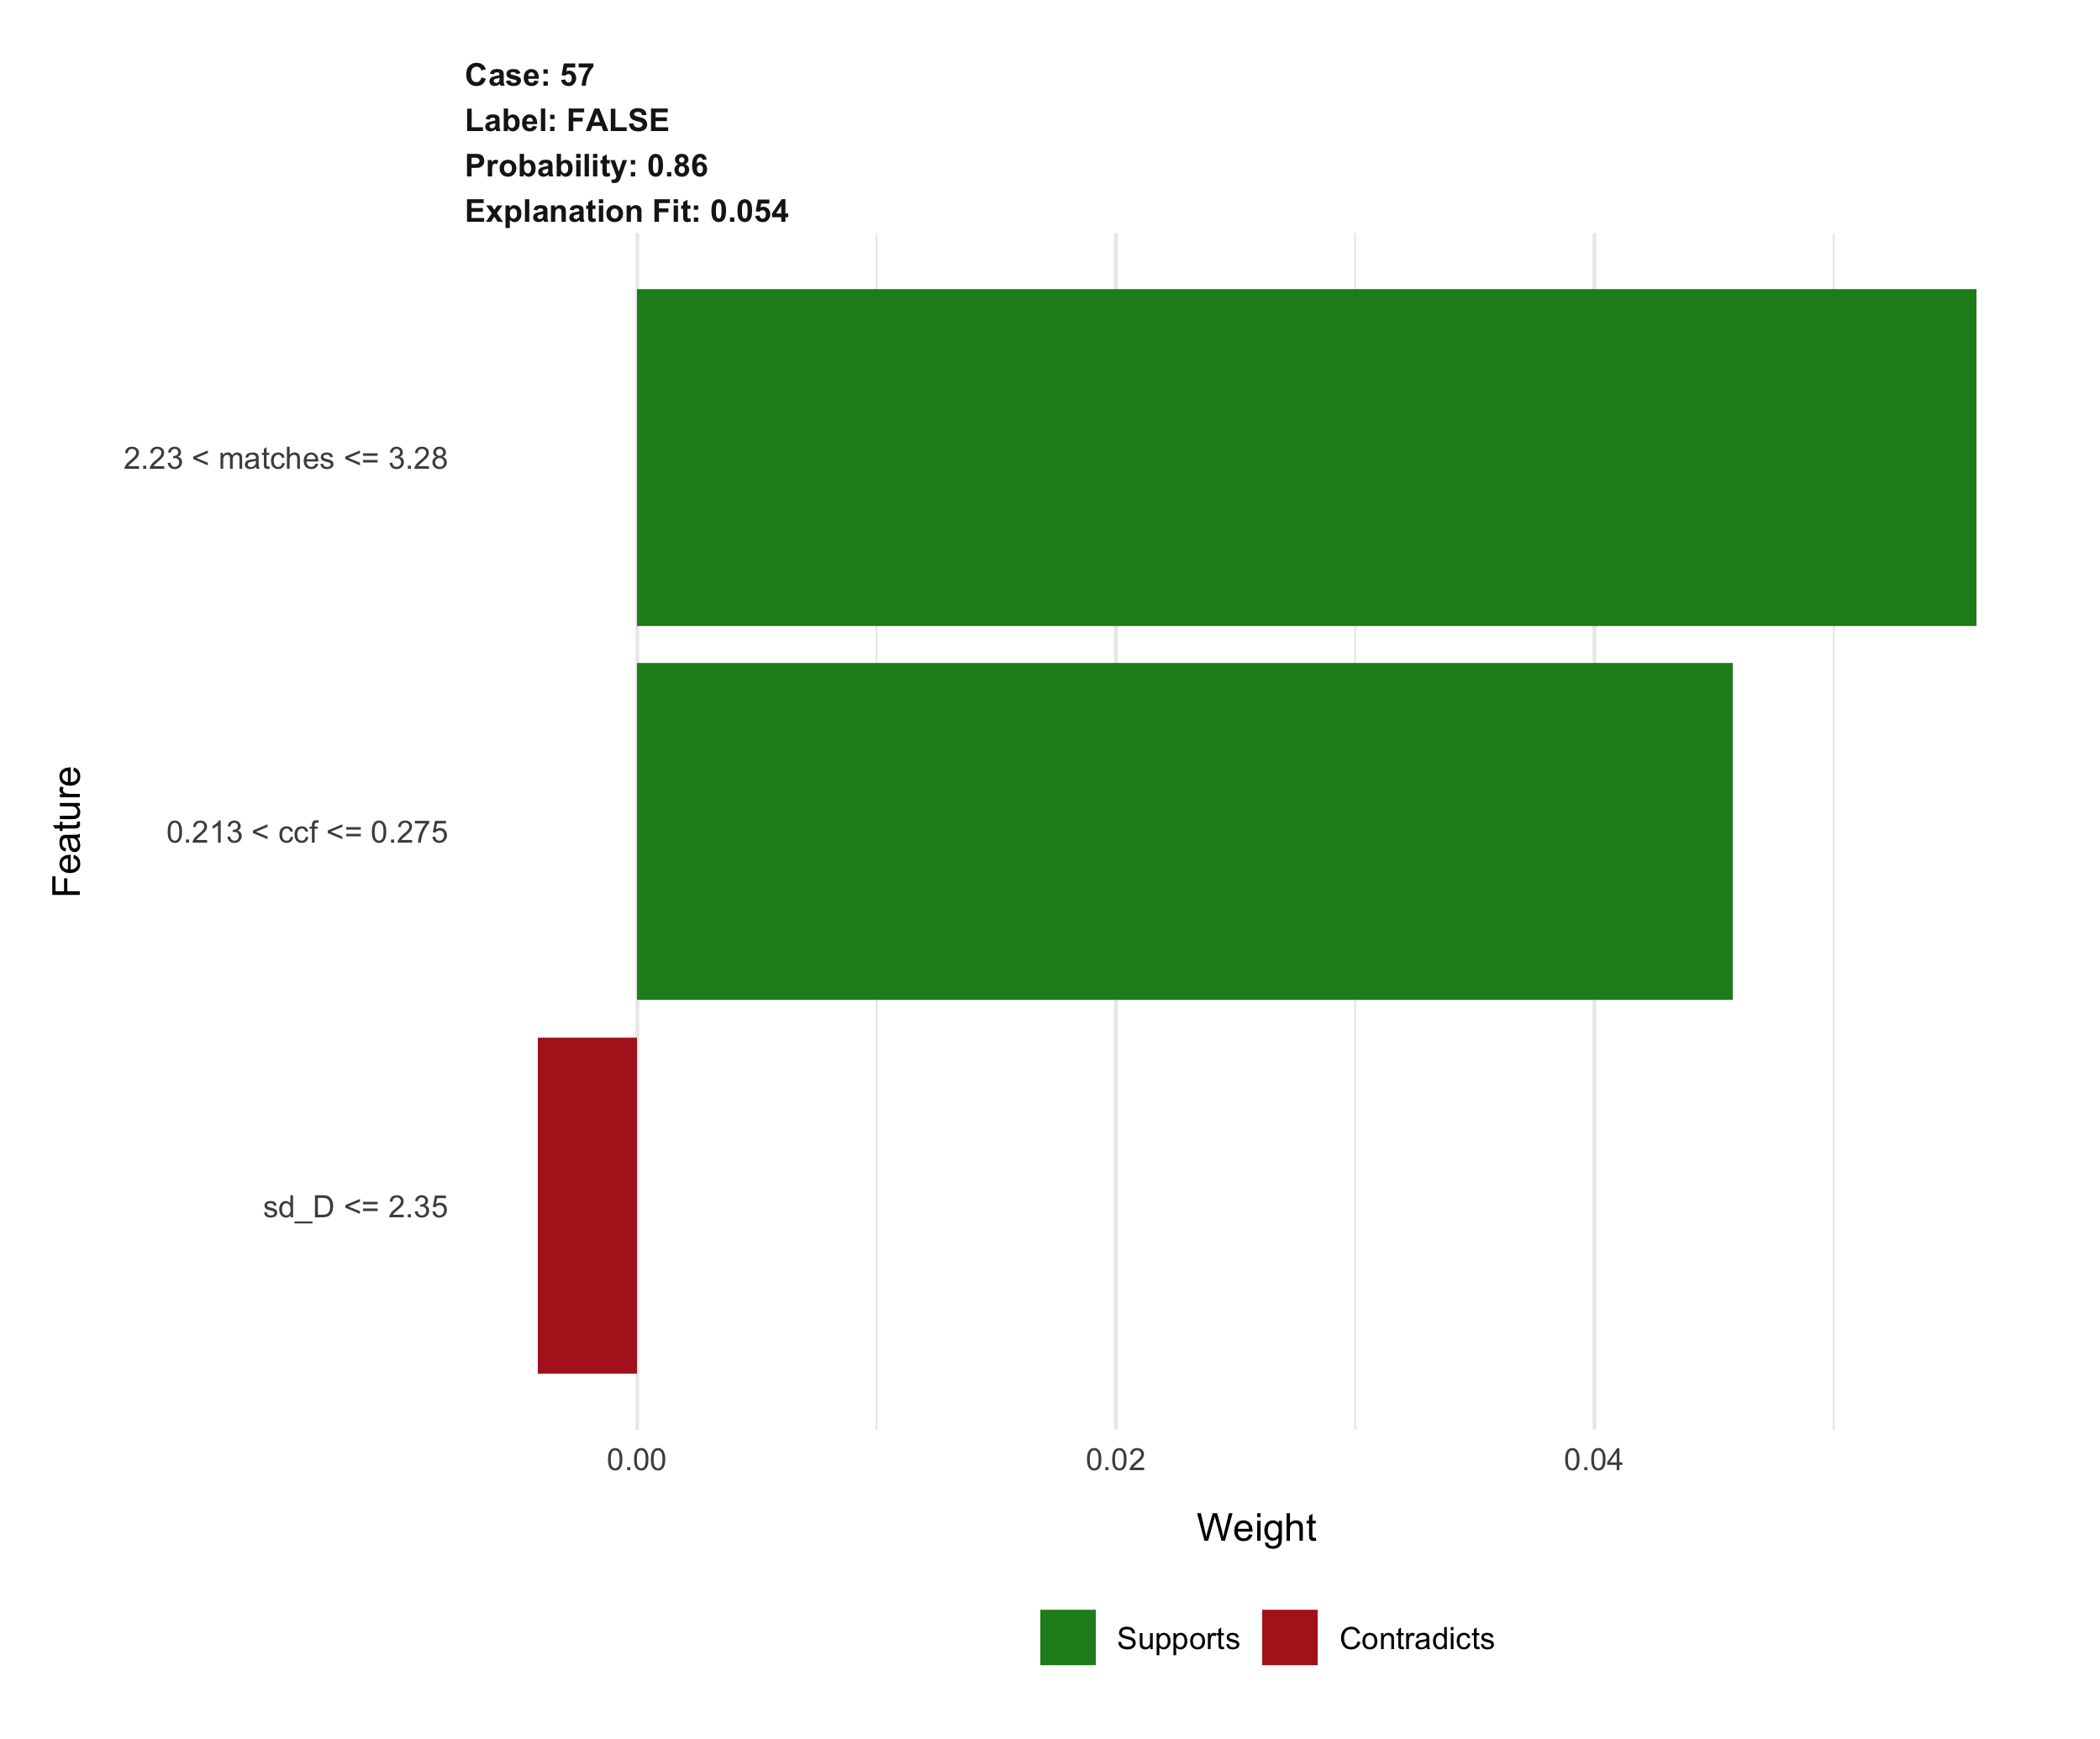 Case: 57
Label: FALSE
Probability: 0.86
Explanation Fit: 0.054
Feature
2.23 < matches <= 3.28
0.213 < ccf <= 0.275
sd_D <= 2.35
0.00 0.02 0.04
Weight
Supports Contradicts